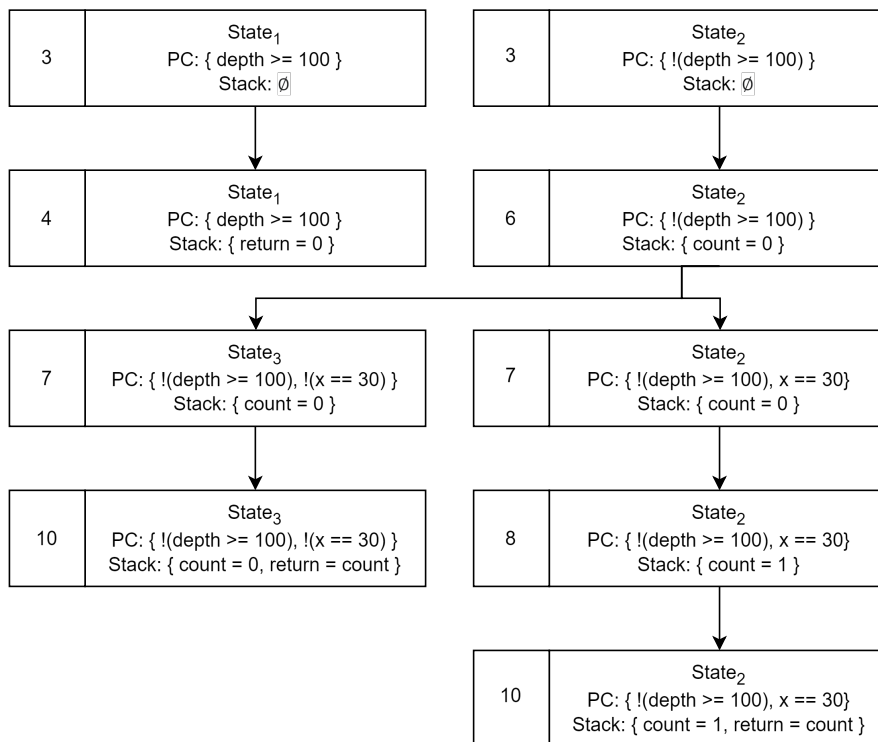 3
State₁
PC: { depth >= 100 }
Stack: ∅
3
State₂
PC: { !(depth >= 100) }
Stack: ∅
4
State₁
PC: { depth >= 100 }
Stack: { return = 0 }
6
State₂
PC: { !(depth >= 100) }
Stack: { count = 0 }
7
State₃
PC: { !(depth >= 100), !(x == 30) }
Stack: { count = 0 }
7
State₂
PC: { !(depth >= 100), x == 30}
Stack: { count = 0 }
10
State₃
PC: { !(depth >= 100), !(x == 30) }
Stack: { count = 0, return = count }
8
State₂
PC: { !(depth >= 100), x == 30}
Stack: { count = 1 }
10
State₂
PC: { !(depth >= 100), x == 30}
Stack: { count = 1, return = count }